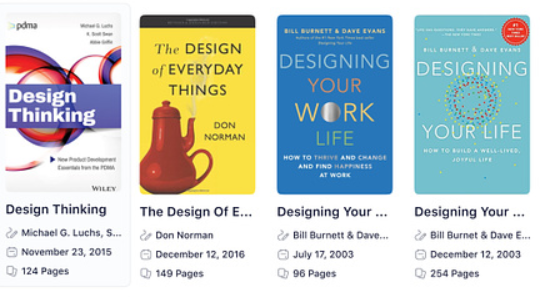 pdma
Michael G. Luchs
K. Scott Swan
Abbie Griffin
Design
Thinking
New Product Development
Essentials from the PDMA
WILEY
Design Thinking
Michael G. Luchs, S...
November 23, 2015
124 Pages
The DESIGN
of EVERYDAY
THINGS
DON
NORMAN
The Design Of E...
Don Norman
December 12, 2016
149 Pages
BILL BURNETT & DAVE EVANS
DESIGNING
YOUR
WORK
LIFE
HOW TO THRIVE AND CHANGE
AND FIND HAPPINESS
AT WORK
Designing Your ...
Bill Burnett & Dave...
July 17, 2003
96 Pages
BILL BURNETT & DAVE EVANS
DESIGNING
YOUR LIFE
HOW TO BUILD A WELL-LIVED,
JOYFUL LIFE
Designing Your ...
Bill Burnet & Dave E...
December 12, 2003
254 Pages